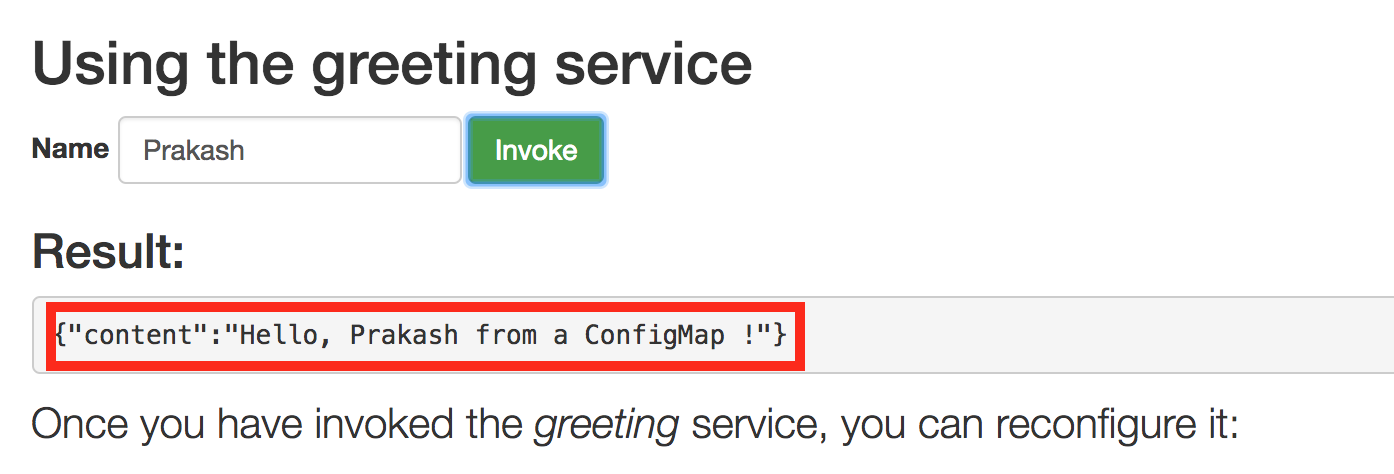 Using the greeting service
Name Prakash Invoke
Result:
{"content":"Hello, Prakash from a ConfigMap !"}
Once you have invoked the greeting service, you can reconfigure it: